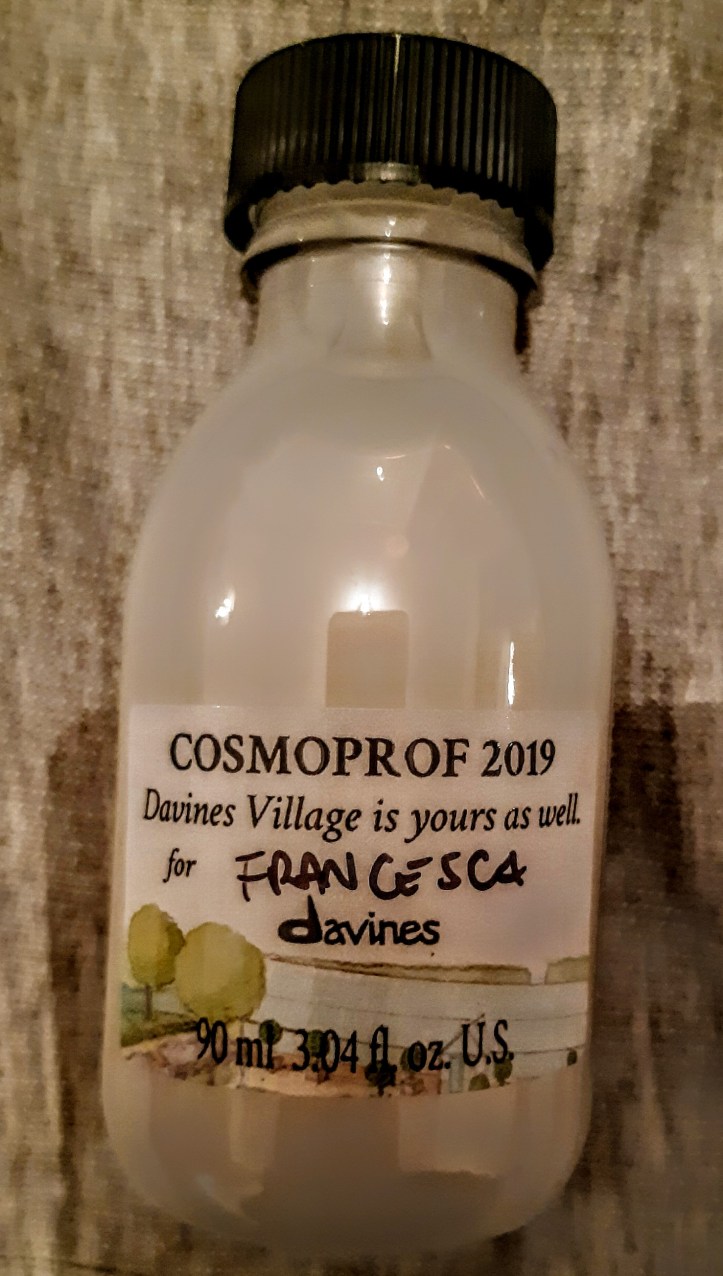 COSMOPROF 2019
Davines Village is yours as well.
for FRANCESCA
davines
90 ml 3.04 fl. oz. U.S.